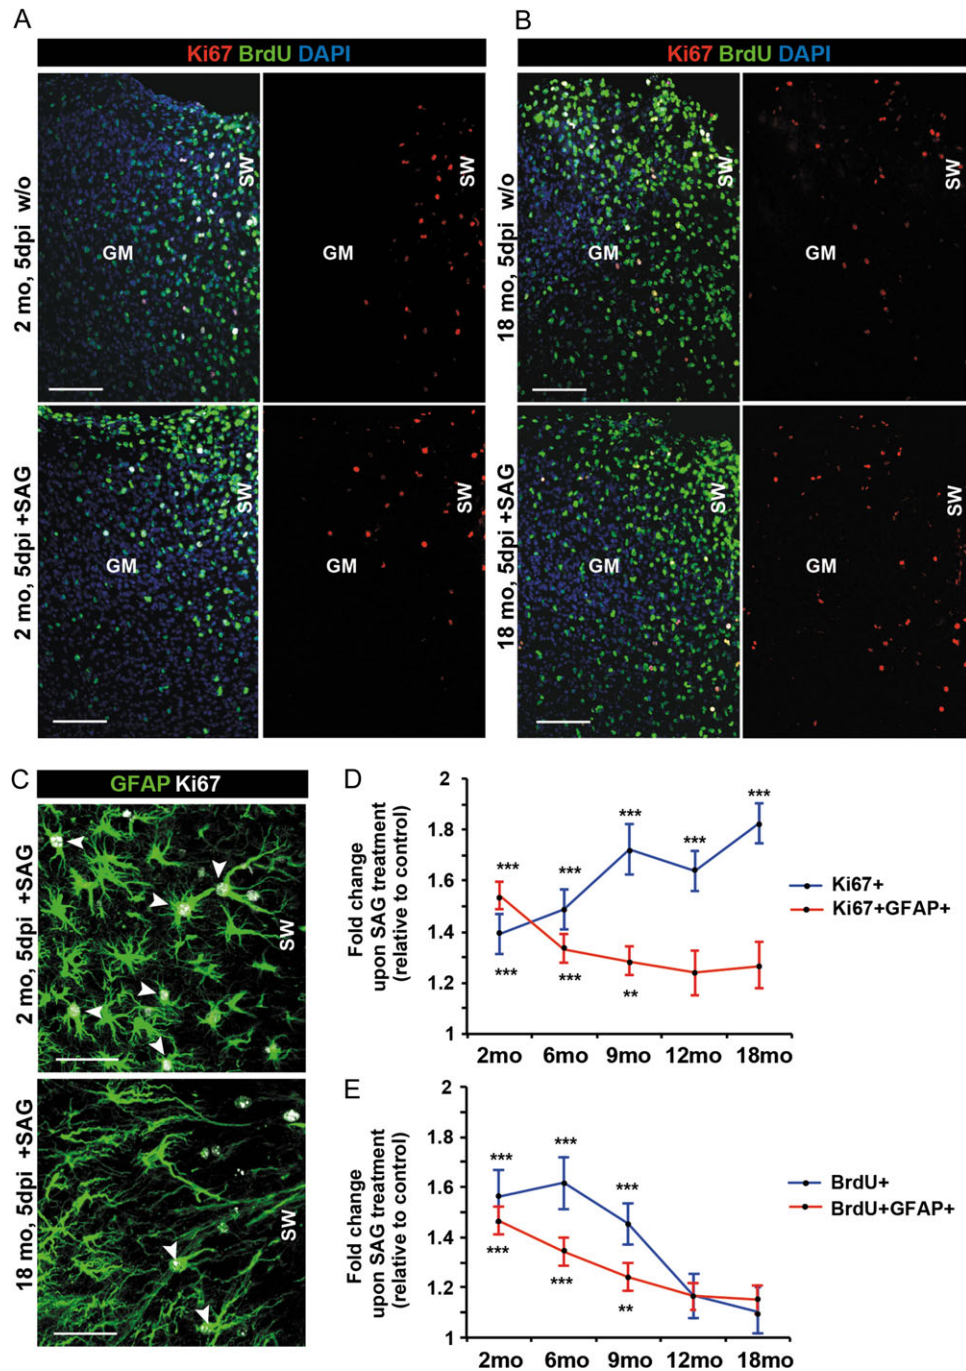 A
Ki67 BrdU DAPI
2 mo, 5dpi w/o
GM
SW
GM
SW
2 mo, 5dpi +SAG
GM
SW
GM
SW
B
Ki67 BrdU DAPI
18 mo, 5dpi w/o
GM
SW
GM
SW
18 mo, 5dpi +SAG
GM
SW
GM
SW
C
GFAP Ki67
2 mo, 5dpi +SAG
SW
18 mo, 5dpi +SAG
SW
D
Fold change
upon SAG treatment
(relative to control)
2
1.8
1.6
1.4
1.2
1
***
***
***
***
***
***
***
***
**
2mo 6mo 9mo 12mo 18mo
Ki67+
Ki67+GFAP+
E
Fold change
upon SAG treatment
(relative to control)
2
1.8
1.6
1.4
1.2
1
***
***
***
***
***
**
2mo 6mo 9mo 12mo 18mo
BrdU+
BrdU+GFAP+